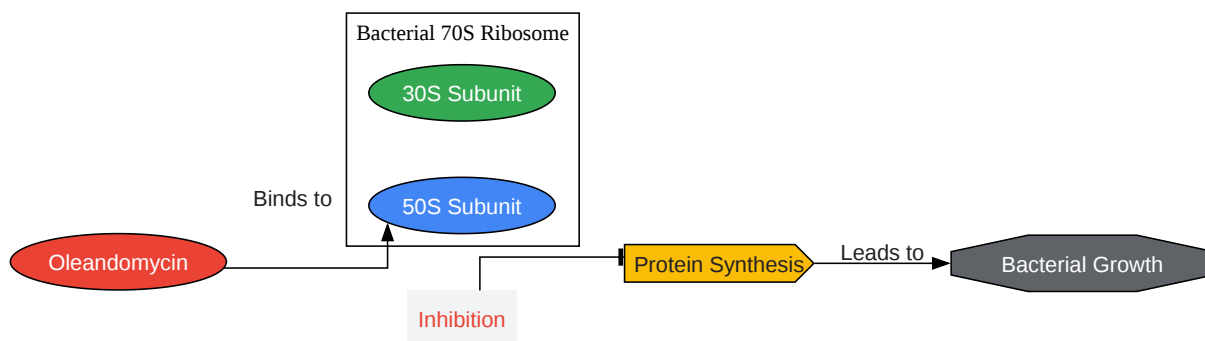 Bacterial 70S Ribosome
30S Subunit
Binds to
50S Subunit
Oleandomycin
Inhibition
Protein Synthesis
Leads to
Bacterial Growth